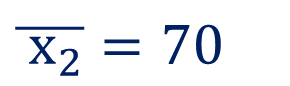 x̅₂ = 70